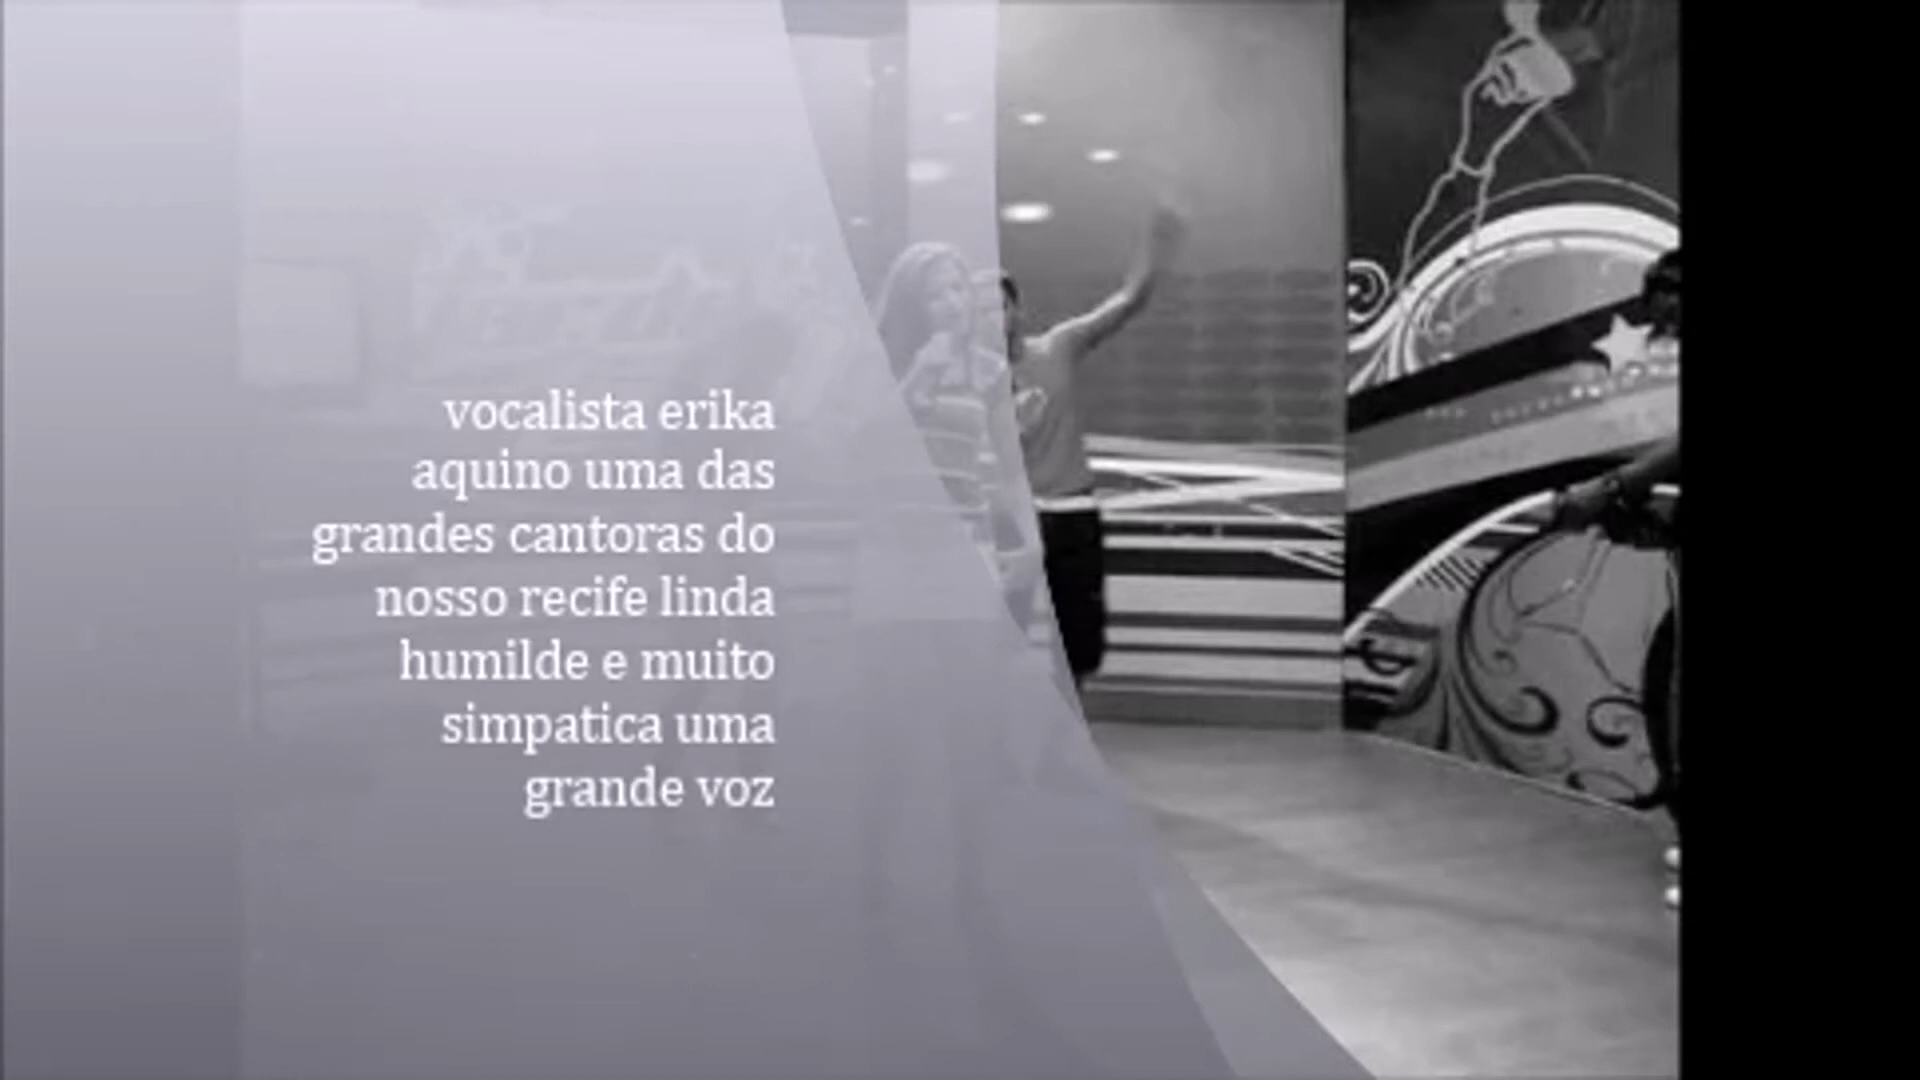 vocalista erika
aquino uma das
grandes cantoras do
nosso recife linda
humilde e muito
simpatica uma
grande voz